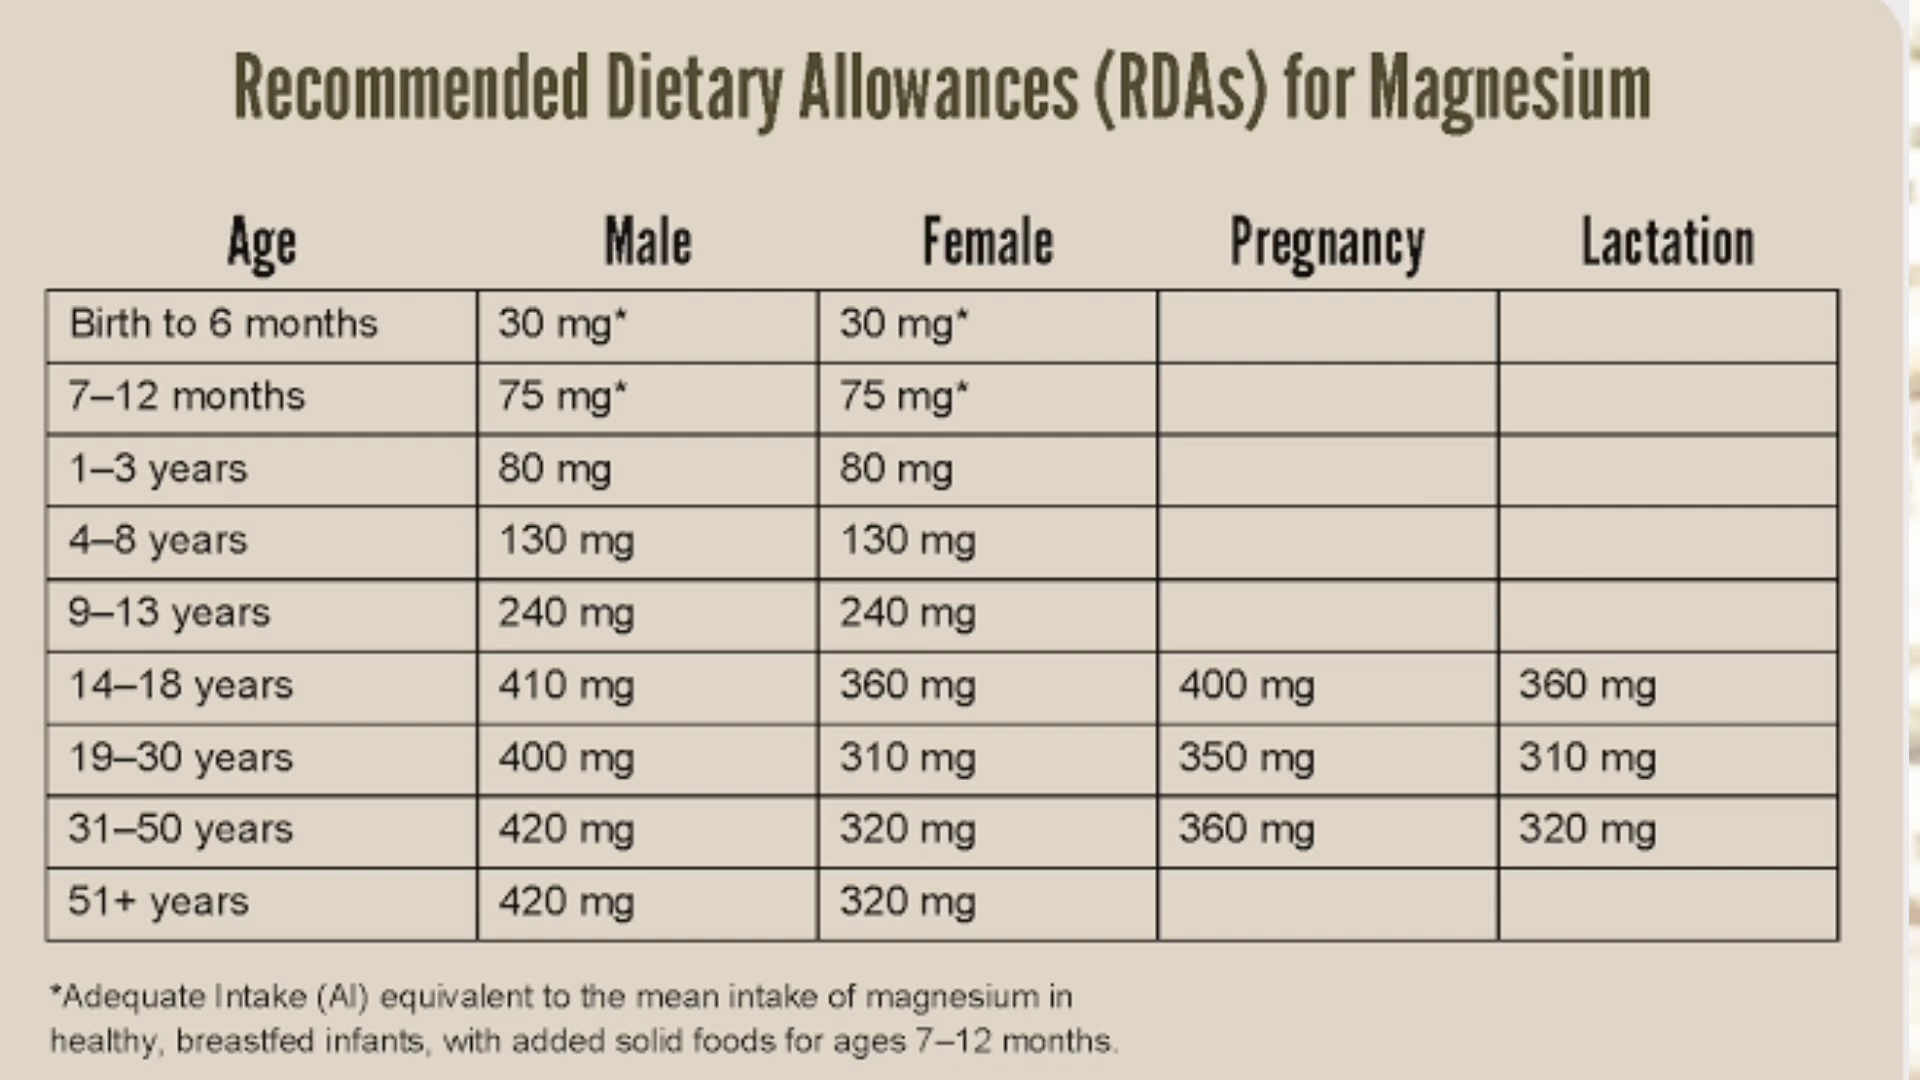 Recommended Dietary Allowances (RDAs) for Magnesium
Age Male Female Pregnancy Lactation
Birth to 6 months 30 mg* 30 mg*
7–12 months 75 mg* 75 mg*
1–3 years 80 mg 80 mg
4–8 years 130 mg 130 mg
9–13 years 240 mg 240 mg
14–18 years 410 mg 360 mg 400 mg 360 mg
19–30 years 400 mg 310 mg 350 mg 310 mg
31–50 years 420 mg 320 mg 360 mg 320 mg
51+ years 420 mg 320 mg
*Adequate Intake (AI) equivalent to the mean intake of magnesium in
healthy, breastfed infants, with added solid foods for ages 7–12 months.